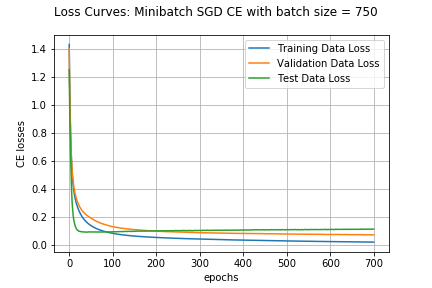 Loss Curves: Minibatch SGD CE with batch size = 750
Training Data Loss
Validation Data Loss
Test Data Loss
CE losses
1.4
1.2
1.0
0.8
0.6
0.4
0.2
0.0
0 100 200 300 400 500 600 700
epochs